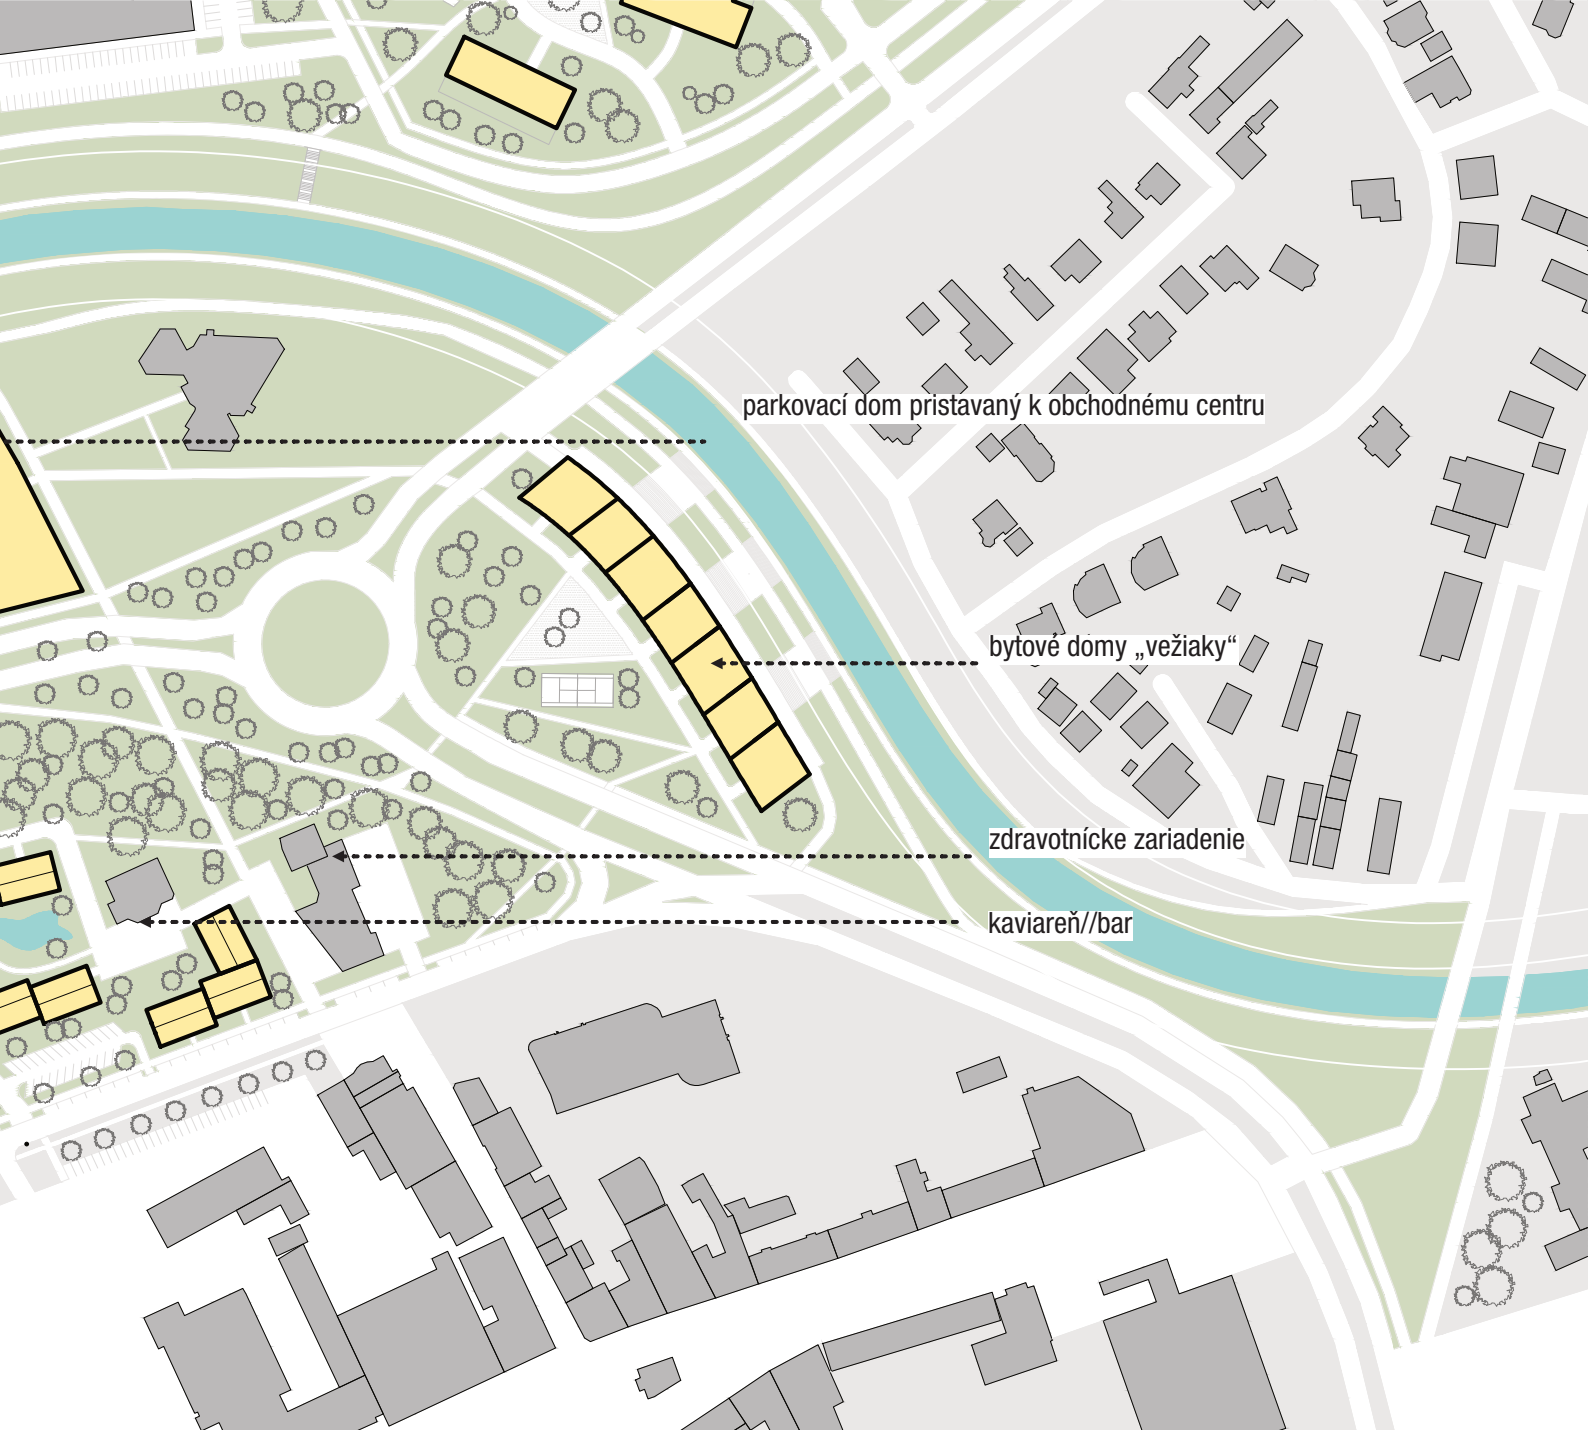 parkovací dom pristavaný k obchodnému centru
bytové domy „vežiaky“
zdravotnícke zariadenie
kaviareň//bar